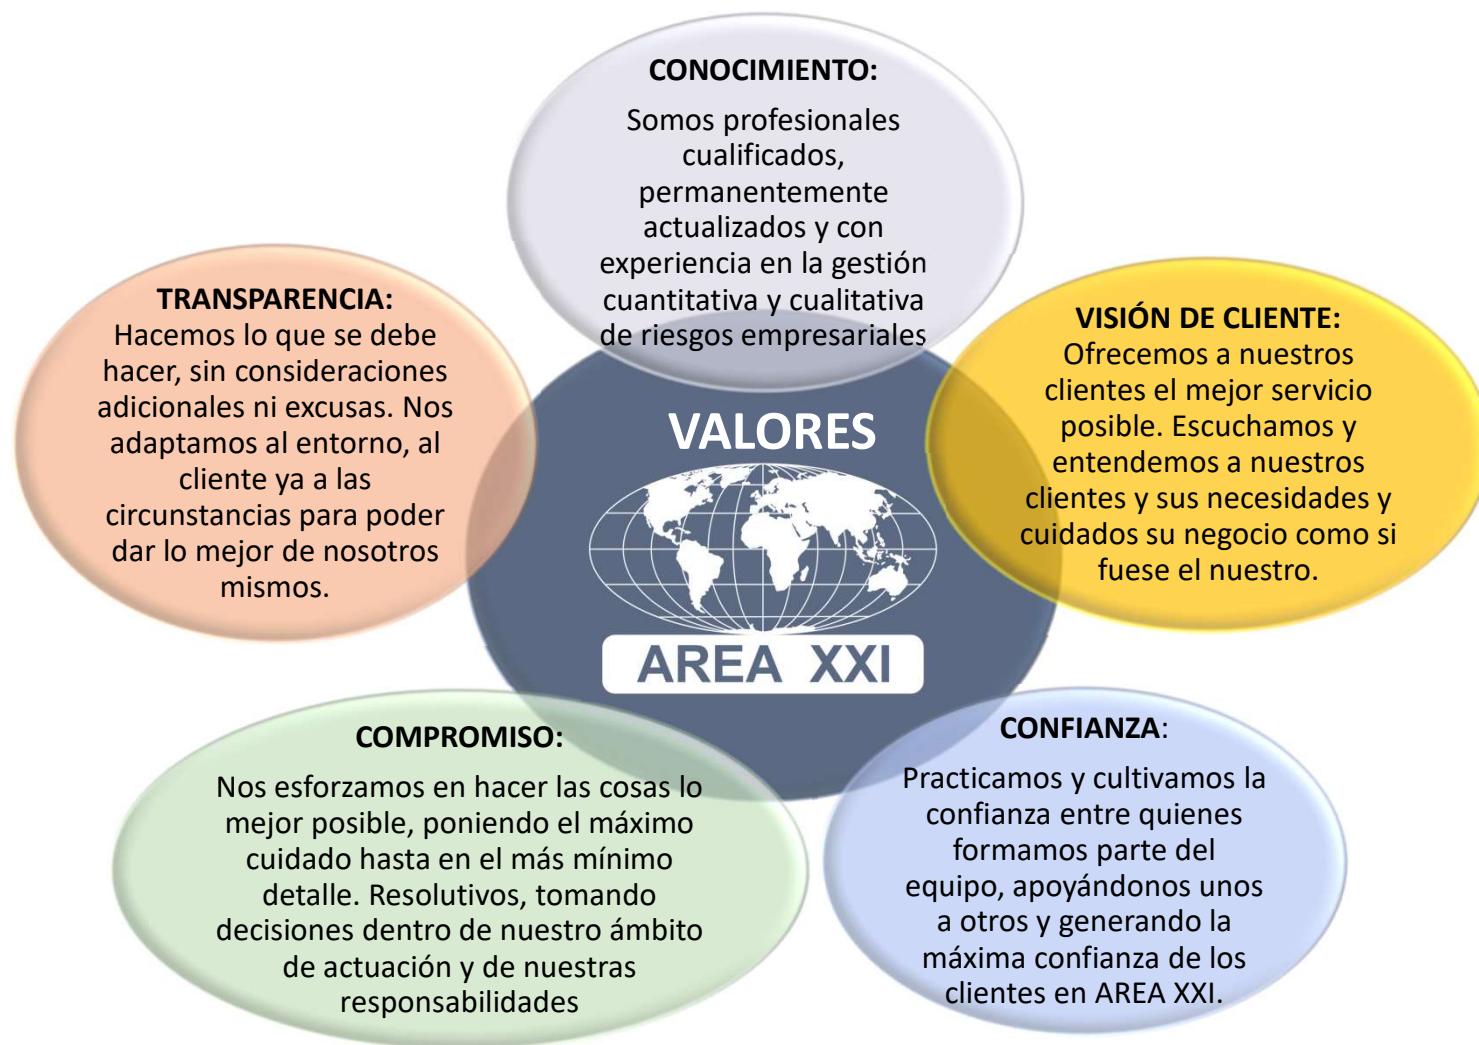 CONOCIMIENTO:
Somos profesionales
cualificados,
permanentemente
actualizados y con
experiencia en la gestión
cuantitativa y cualitativa
de riesgos empresariales
TRANSPARENCIA:
Hacemos lo que se debe
hacer, sin consideraciones
adicionales ni excusas. Nos
adaptamos al entorno, al
cliente ya a las
circunstancias para poder
dar lo mejor de nosotros
mismos.
VISIÓN DE CLIENTE:
Ofrecemos a nuestros
clientes el mejor servicio
posible. Escuchamos y
entendemos a nuestros
clientes y sus necesidades y
cuidados su negocio como si
fuese el nuestro.
VALORES
AREA XXI
COMPROMISO:
Nos esforzamos en hacer las cosas lo
mejor posible, poniendo el máximo
cuidado hasta en el más mínimo
detalle. Resolutivos, tomando
decisiones dentro de nuestro ámbito
de actuación y de nuestras
responsabilidades
CONFIANZA:
Practicamos y cultivamos la
confianza entre quienes
formamos parte del
equipo, apoyándonos unos
a otros y generando la
máxima confianza de los
clientes en AREA XXI.